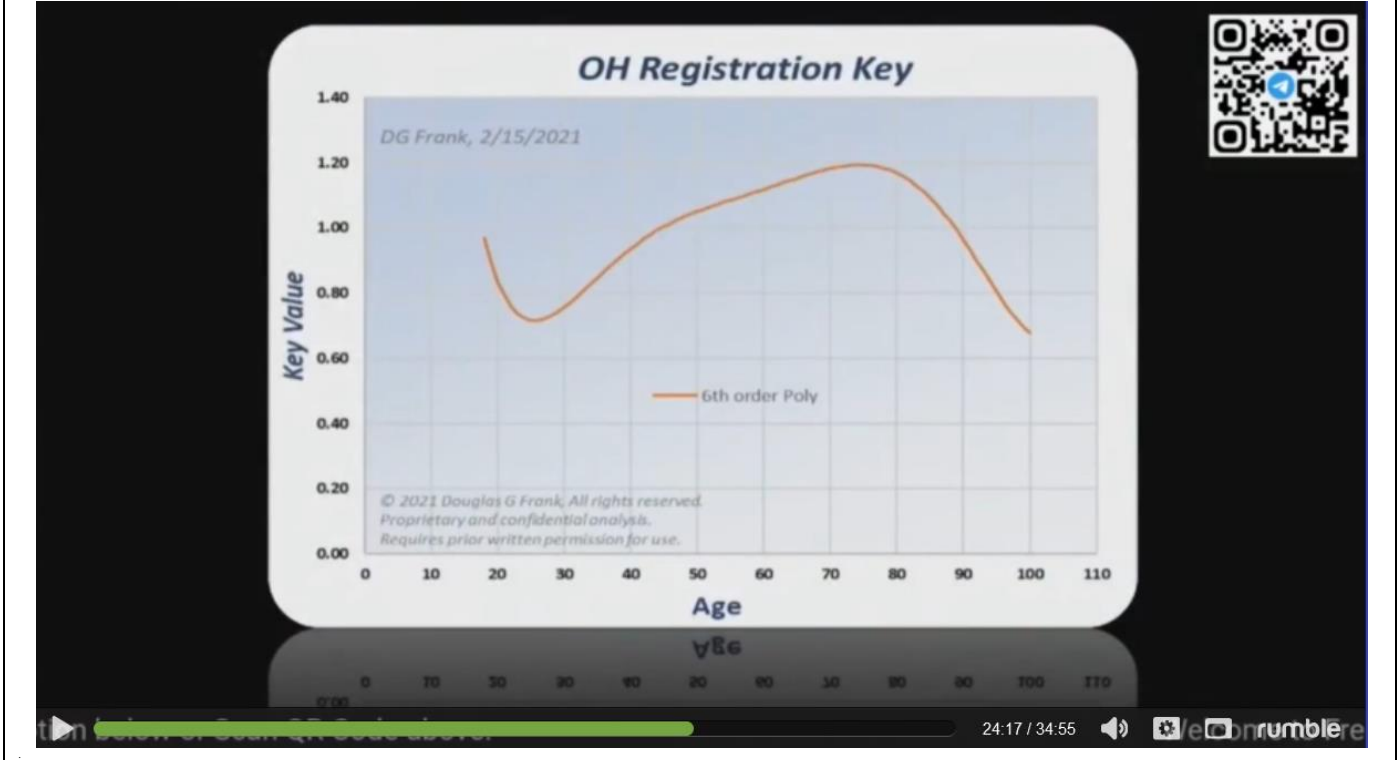 OH Registration Key
1.40
DG Frank, 2/15/2021
1.20
1.00
0.80
0.60
0.40
0.20
0.00
Key Value
6th order Poly
© 2021 Douglas G Frank, All rights reserved.
Proprietary and confidential analysis.
Requires prior written permission for use.
0 10 20 30 40 50 60 70 80 90 100 110
Age
24:17 / 34:55
rumble